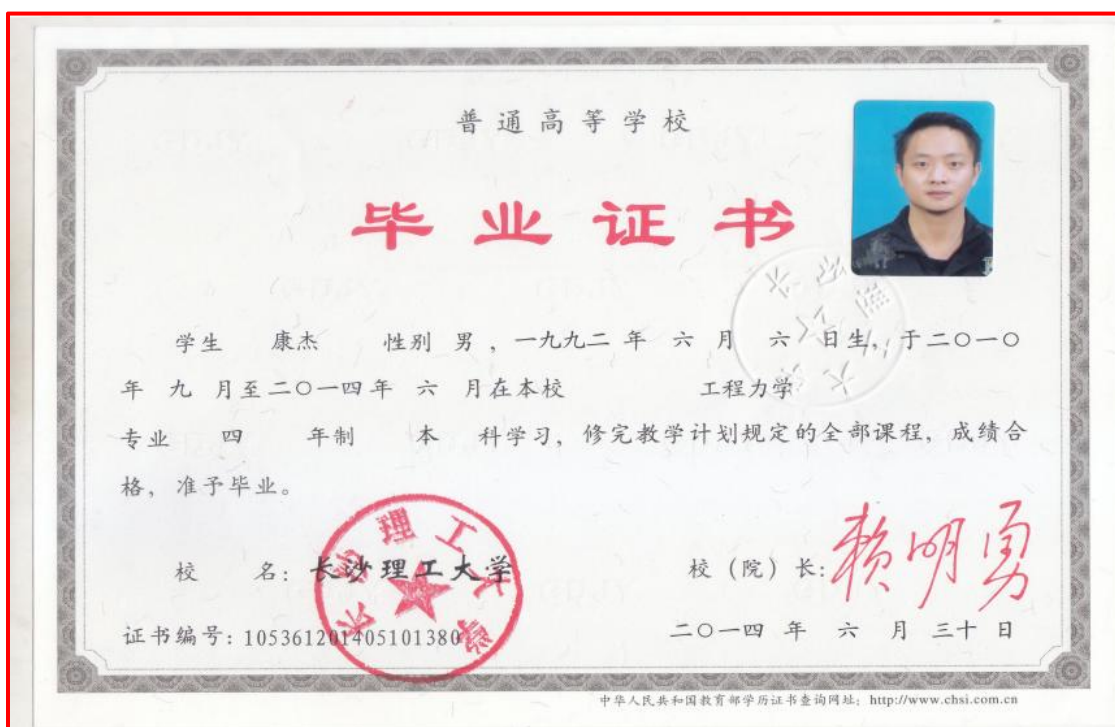 普通高等学校
毕业证书
学生 康杰 性别 男 ，一九九二 年 六 月 六 日生，于二〇一〇
年 九 月至二〇一四年 六 月在本校 工程力学
专业 四 年制 本 科学习，修完教学计划规定的全部课程，成绩合
格，准予毕业。
校 名：长沙理工大学
校（院）长：赖明勇
长沙理工大学
证书编号：105361201405101380
二〇一四 年 六 月 三十 日
中华人民共和国教育部学历证书查询网址：http://www.chsi.com.cn